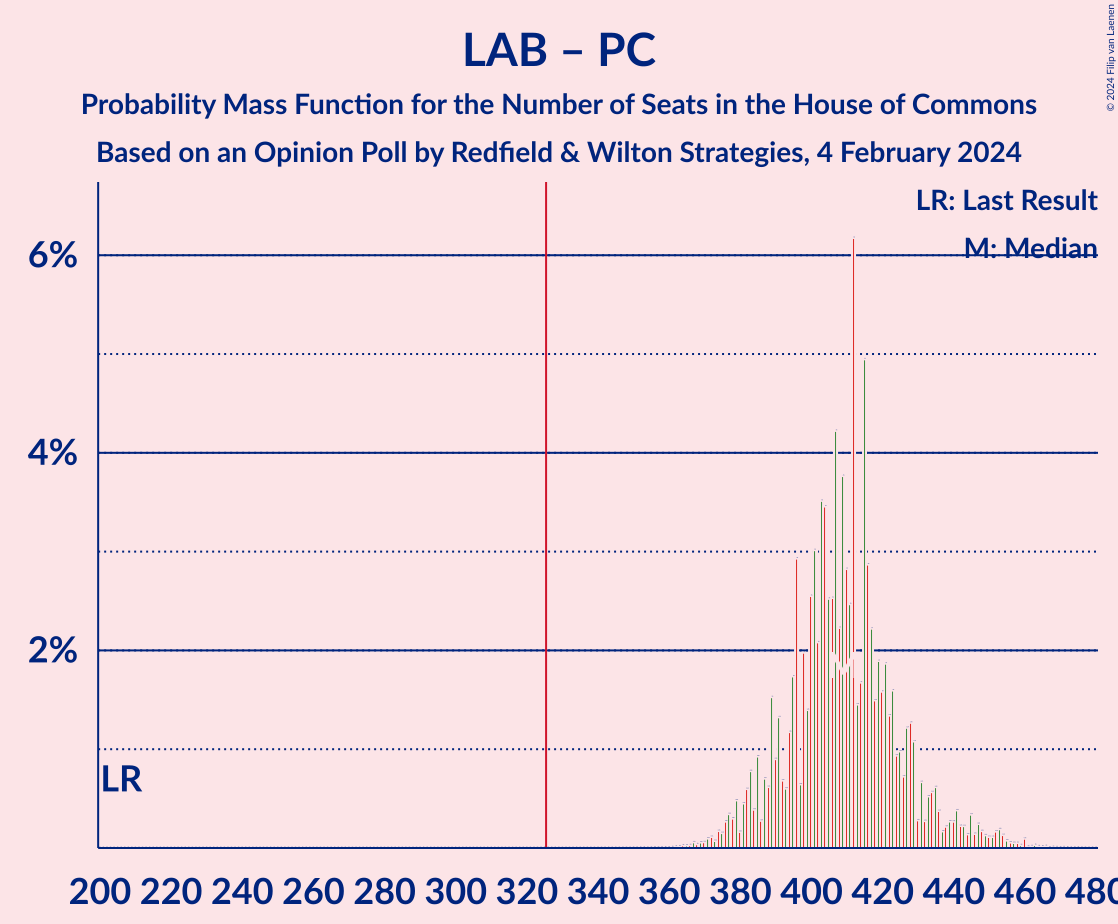 LAB – PC
Probability Mass Function for the Number of Seats in the House of Commons
Based on an Opinion Poll by Redfield & Wilton Strategies, 4 February 2024
© 2024 Filip van Laenen
LR: Last Result
M: Median
6%
4%
2%
LR
200 220 240 260 280 300 320 340 360 380 400 420 440 460 480